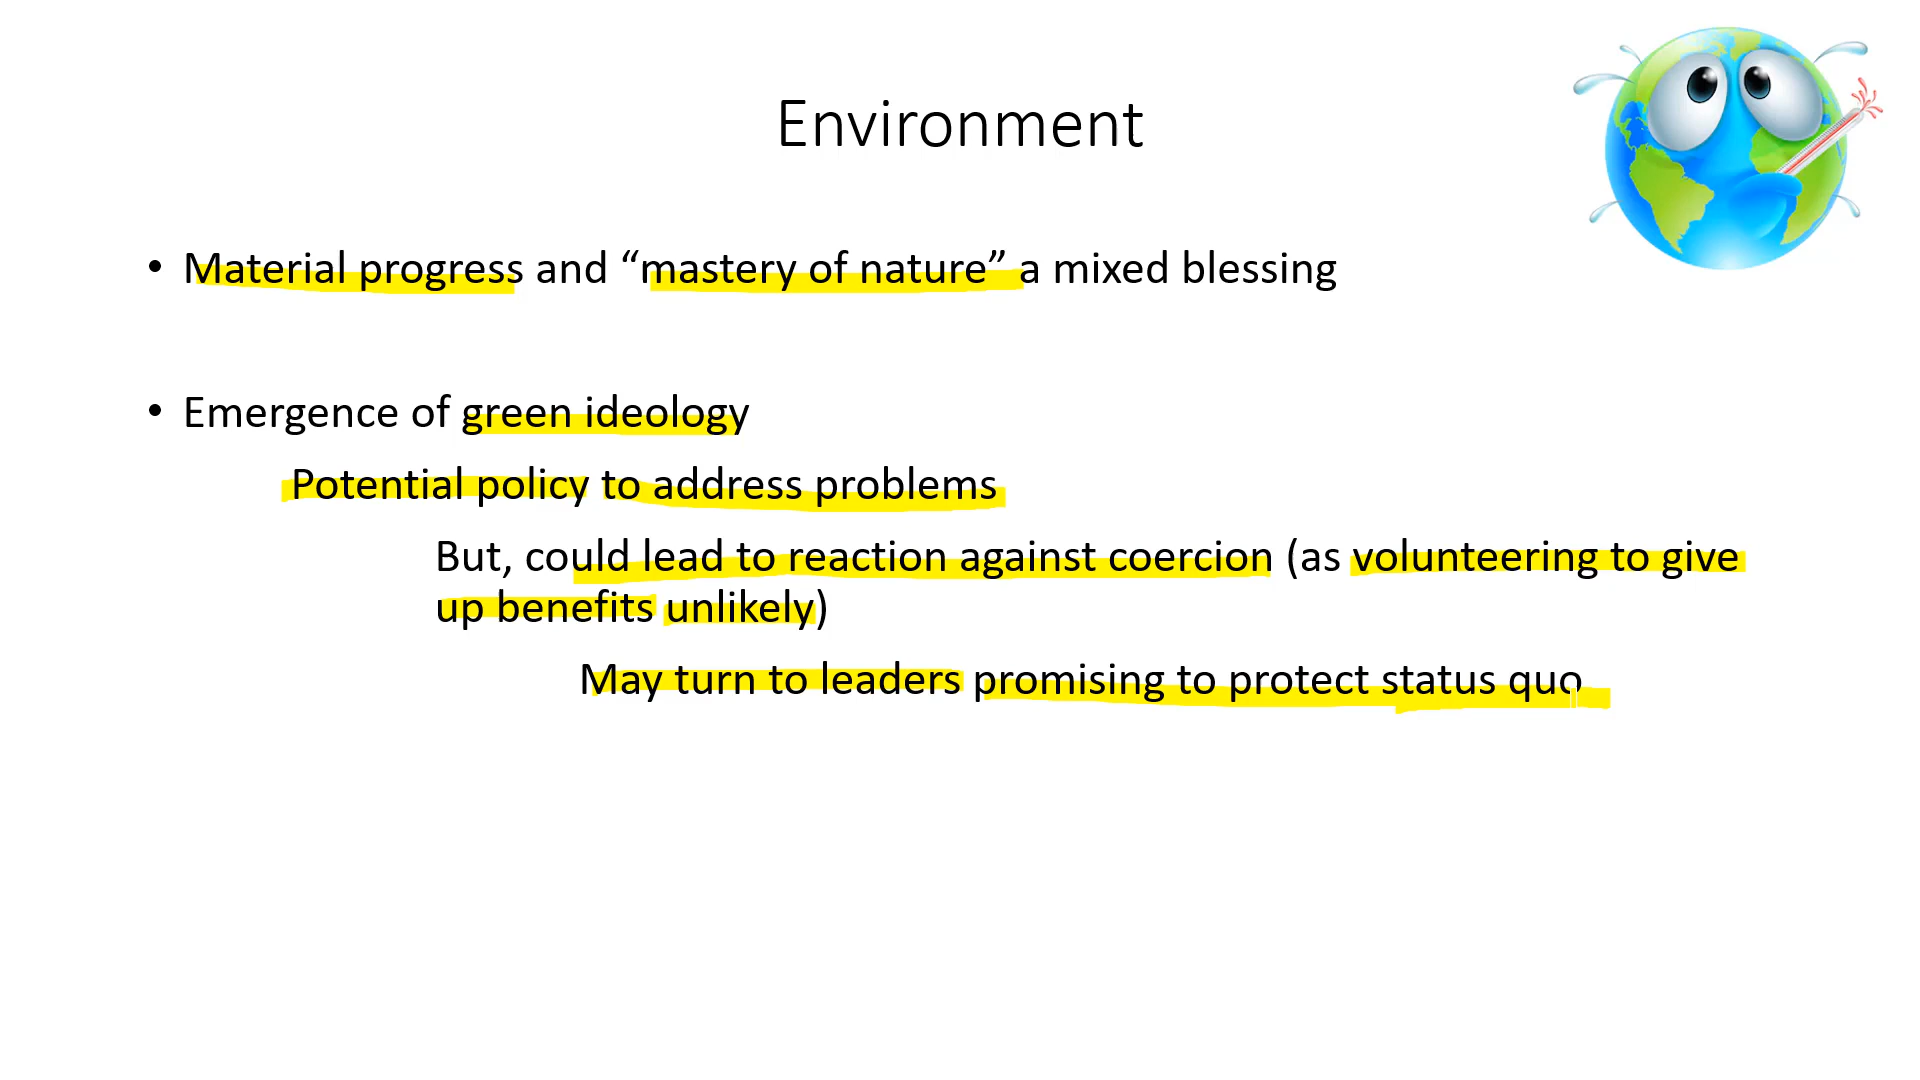 Environment
• Material progress and “mastery of nature” a mixed blessing
• Emergence of green ideology
Potential policy to address problems
But, could lead to reaction against coercion (as volunteering to give
up benefits unlikely)
May turn to leaders promising to protect status quo